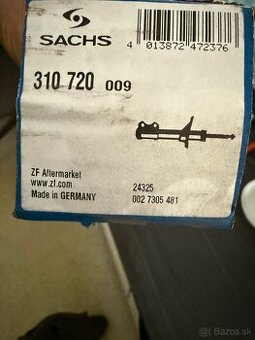 SACHS
4 013872 472376
310 720 009
ZF Aftermarket
www.zf.com
Made in GERMANY
24325
002 7305 481
bazos.sk